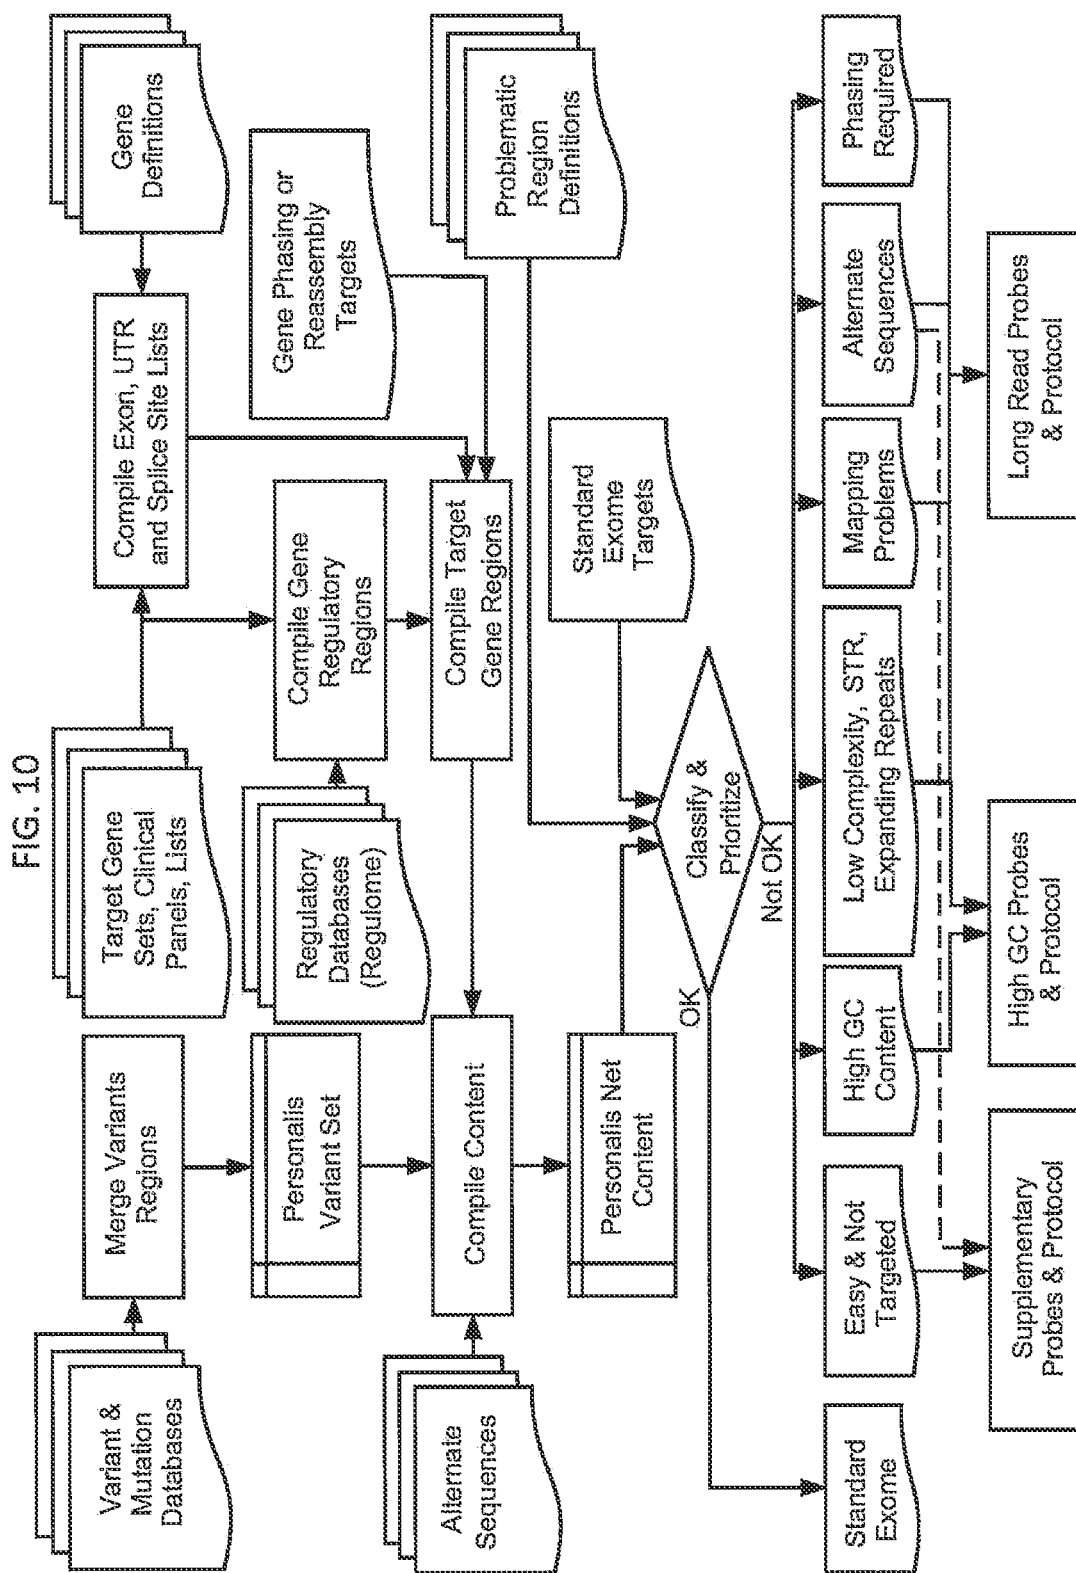 FIG. 10
Variant &
Mutation
Databases
Merge Variants
Regions
Target Gene
Sets, Clinical
Panels, Lists
Compile Exon, UTR
and Splice Site Lists
Gene
Definitions
Personalis
Variant Set
Regulatory
Databases
(Regulome)
Compile Gene
Regulatory
Regions
Gene Phasing or
Reassembly
Targets
Alternate
Sequences
Compile Content
Compile Target
Gene Regions
Problematic
Region
Definitions
Personalis Net
Content
Standard
Exome
Targets
Classify &
Prioritize
OK
Not OK
Standard
Exome
Easy & Not
Targeted
High GC
Content
Low Complexity, STR,
Expanding Repeats
Mapping
Problems
Alternate
Sequences
Phasing
Required
Supplementary
Probes & Protocol
High GC Probes
& Protocol
Long Read Probes
& Protocol